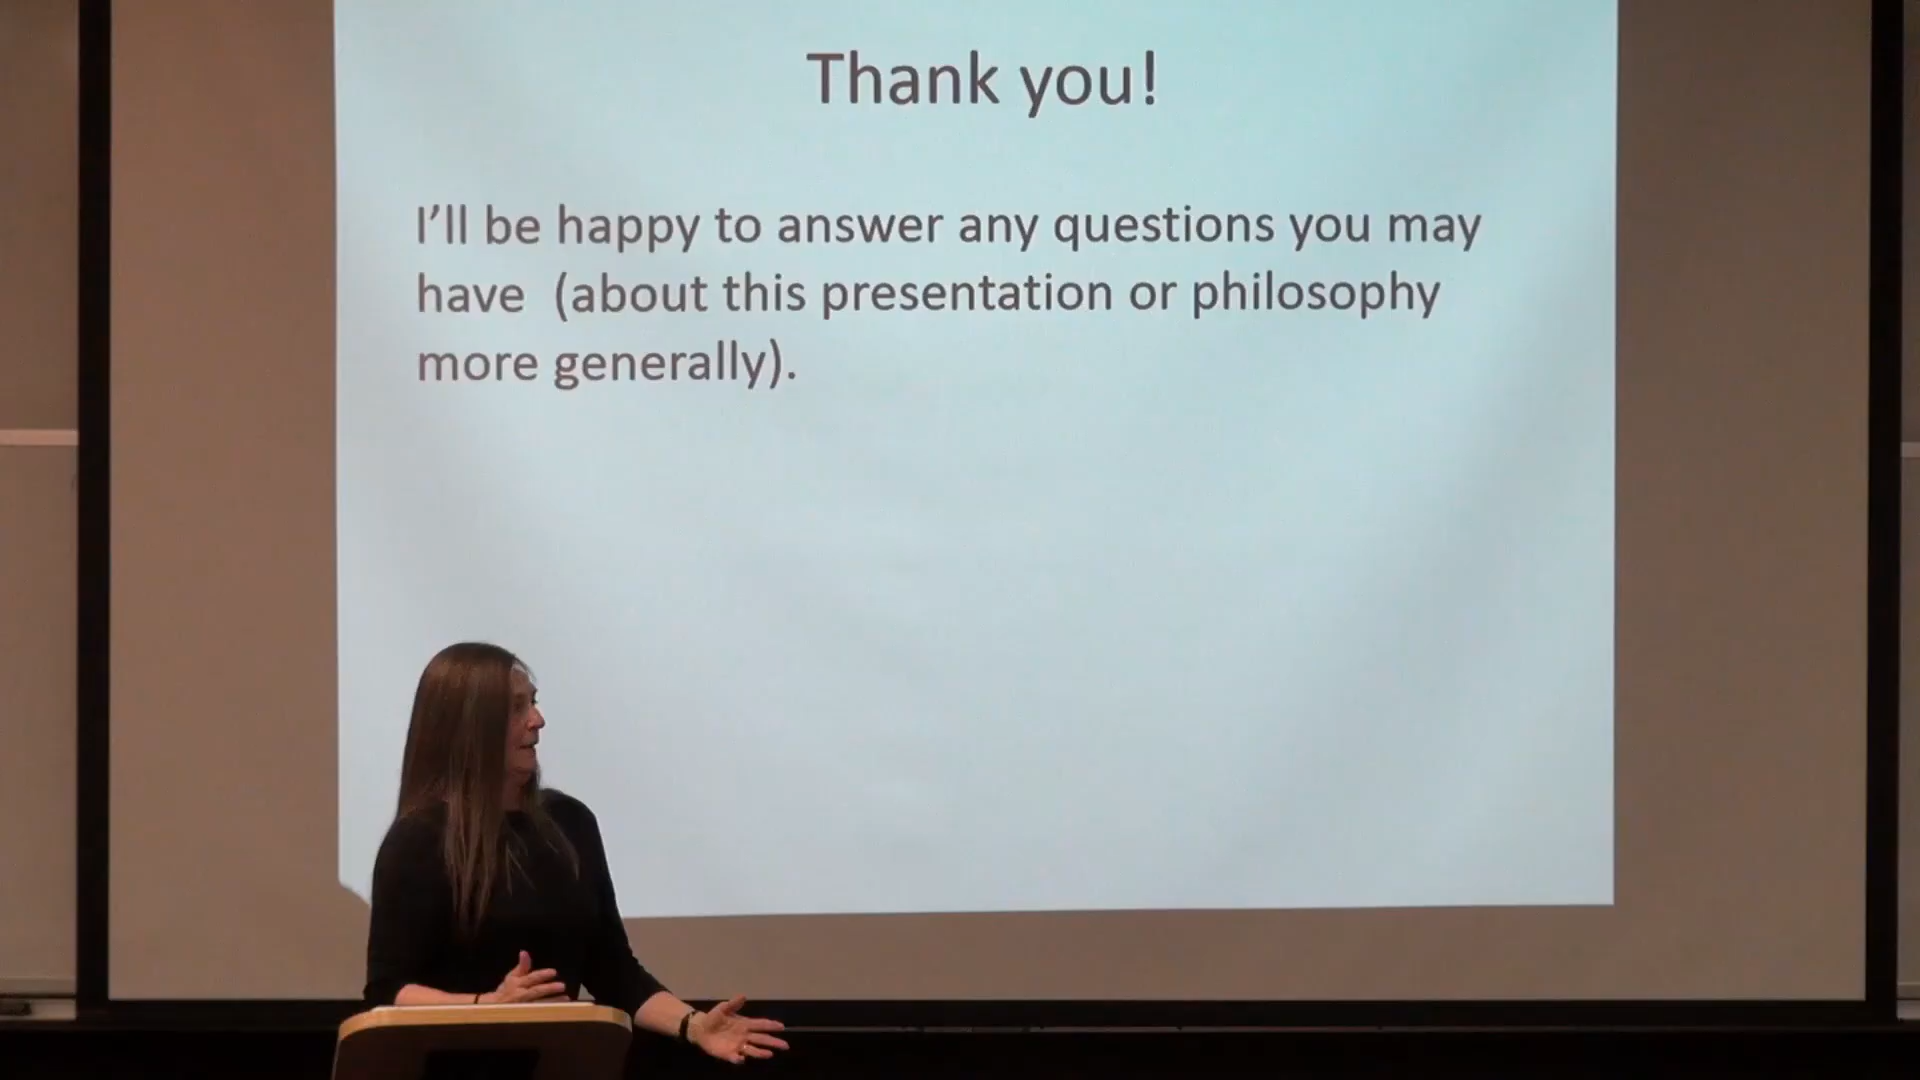 Thank you!
I’ll be happy to answer any questions you may
have  (about this presentation or philosophy
more generally).